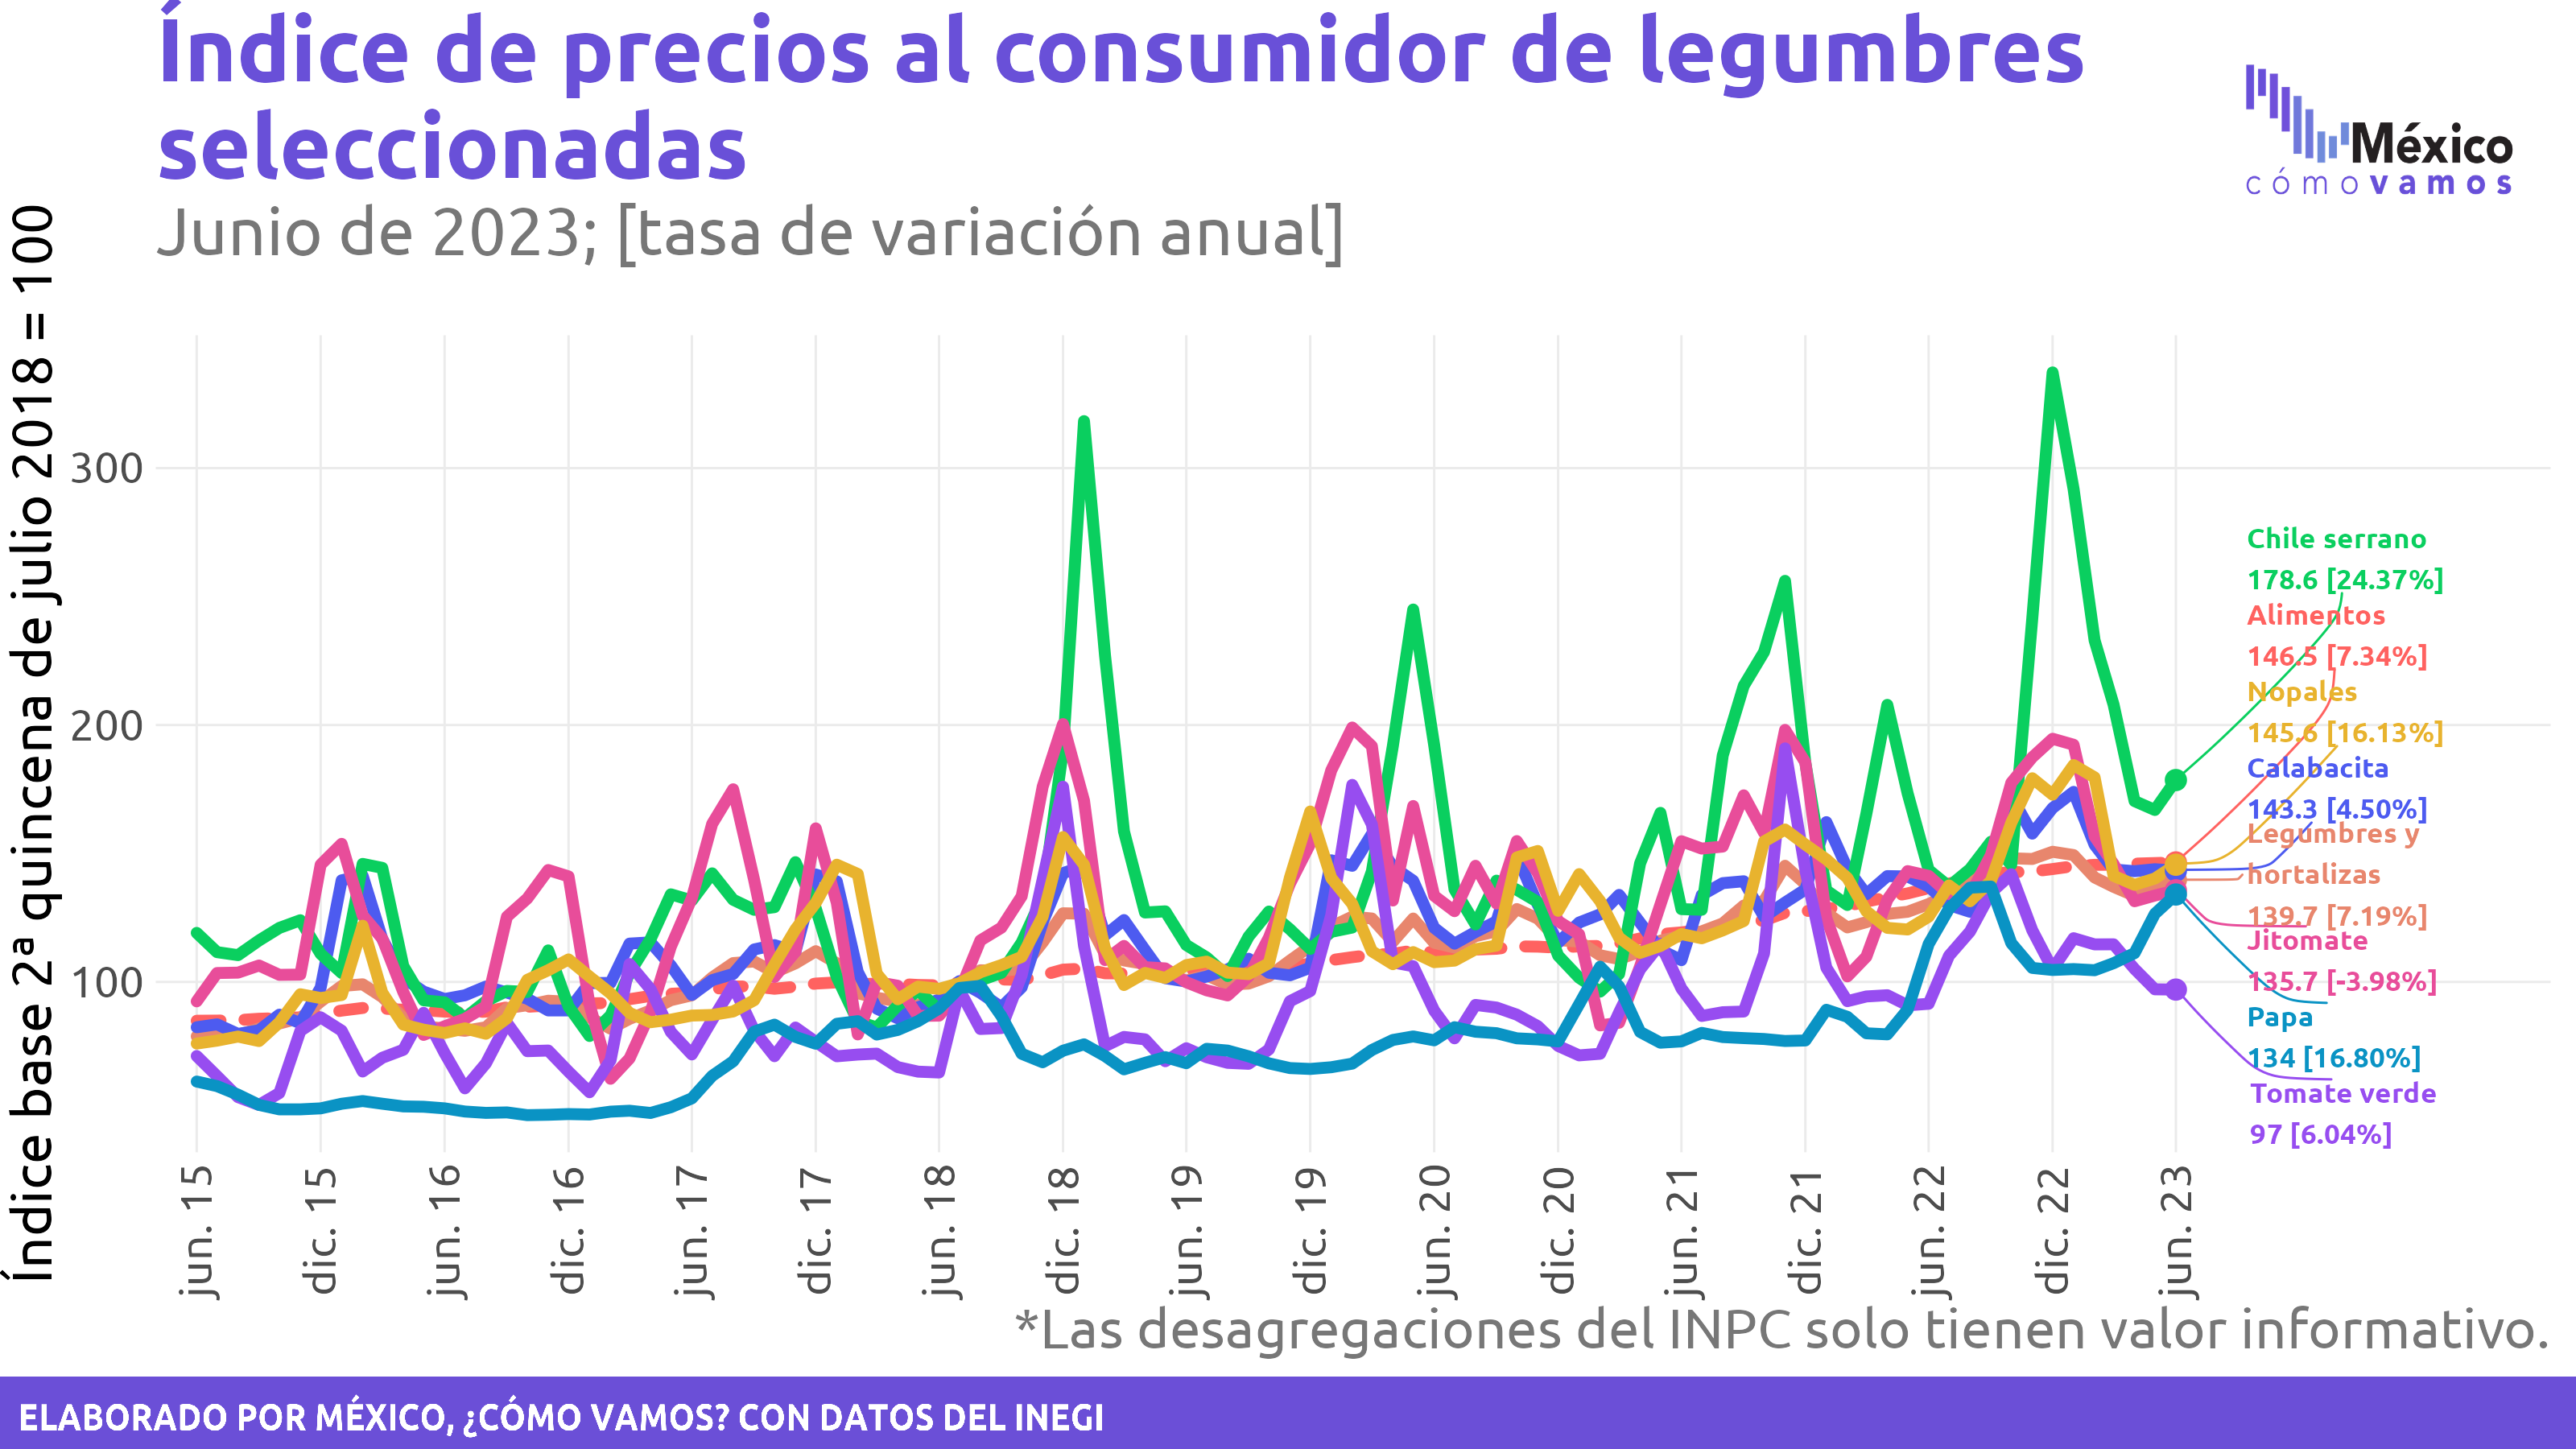 Índice de precios al consumidor de legumbres
seleccionadas
Junio de 2023; [tasa de variación anual]
México
cómo vamos
Índice base 2ª quincena de julio 2018 = 100
300
200
100
Chile serrano
178.6 [24.37%]
Alimentos
146.5 [7.34%]
Nopales
145.6 [16.13%]
Calabacita
143.3 [4.50%]
Legumbres y
hortalizas
139.7 [7.19%]
Jitomate
135.7 [-3.98%]
Papa
134 [16.80%]
Tomate verde
97 [6.04%]
jun. 15
dic. 15
jun. 16
dic. 16
jun. 17
dic. 17
jun. 18
dic. 18
jun. 19
dic. 19
jun. 20
dic. 20
jun. 21
dic. 21
jun. 22
dic. 22
jun. 23
*Las desagregaciones del INPC solo tienen valor informativo.
ELABORADO POR MÉXICO, ¿CÓMO VAMOS? CON DATOS DEL INEGI